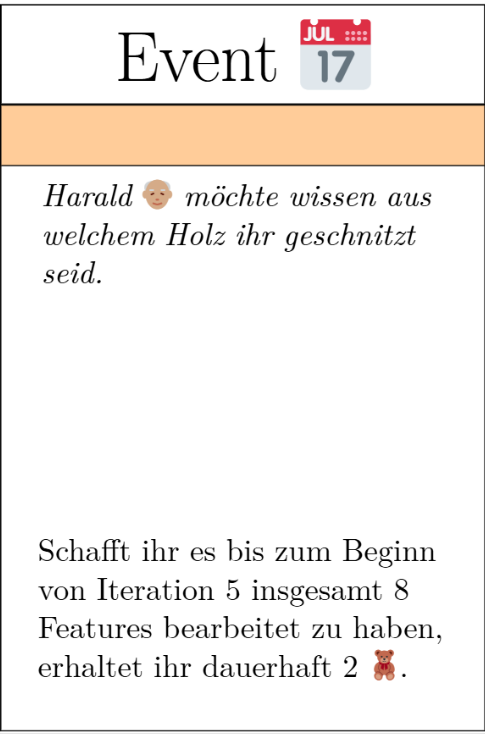 Event JUL 17
Harald möchte wissen aus
welchem Holz ihr geschnitzt
seid.
Schafft ihr es bis zum Beginn
von Iteration 5 insgesamt 8
Features bearbeitet zu haben,
erhaltet ihr dauerhaft 2 .